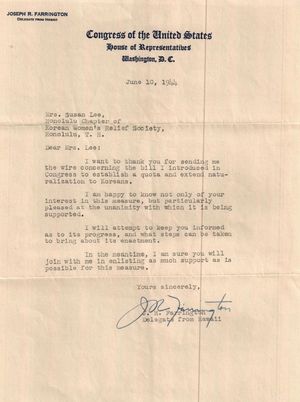 JOSEPH R. FARRINGTON
DELEGATE FROM HAWAII
Congress of the United States
House of Representatives
Washington, D. C.
June 10, 1944
Mrs. Susan Lee,
Honolulu Chapter of
Korean Women's Relief Society,
Honolulu, T. H.
Dear Mrs. Lee:
I want to thank you for sending me
the wire concerning the bill I introduced in
Congress to establish a quota and extend natu-
ralization to Koreans.
I am happy to know not only of your
interest in this measure, but particularly
pleased at the unanimity with which it is being
supported.
I will attempt to keep you informed
as to its progress, and what steps can be taken
to bring about its enactment.
In the meantime, I am sure you will
join with me in enlisting as much support as is
possible for this measure.
Yours sincerely,
J R Farrington
J. R. Farrington
Delegate from Hawaii